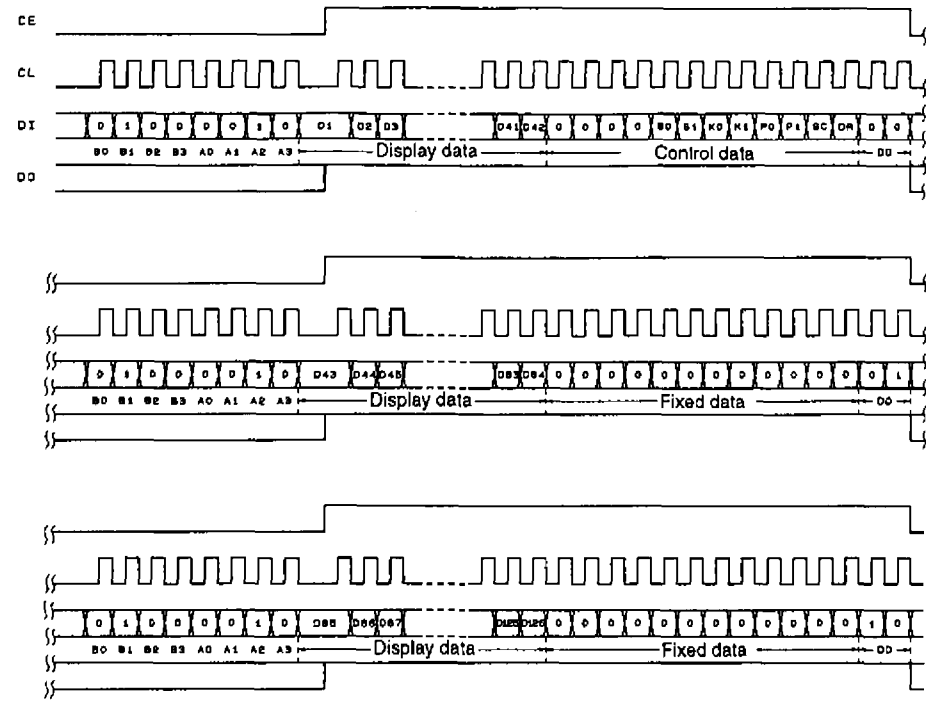 CE
CL
DI 0 1 0 0 0 0 1 0 D1 D2 D3 D41 D42 0 0 0 0 S0 S1 K0 K1 P0 P1 SC DR 0 0
B0 B1 B2 B3 A0 A1 A2 A3 Display data Control data DD
DO
0 1 0 0 0 0 1 0 D43 D44 D45 D83 D84 0 0 0 0 0 0 0 0 0 0 0 0 0 1
B0 B1 B2 B3 A0 A1 A2 A3 Display data Fixed data DD
0 1 0 0 0 0 1 0 D85 D86 D87 D125 D126 0 0 0 0 0 0 0 0 0 0 0 0 1 0
B0 B1 B2 B3 A0 A1 A2 A3 Display data Fixed data DD